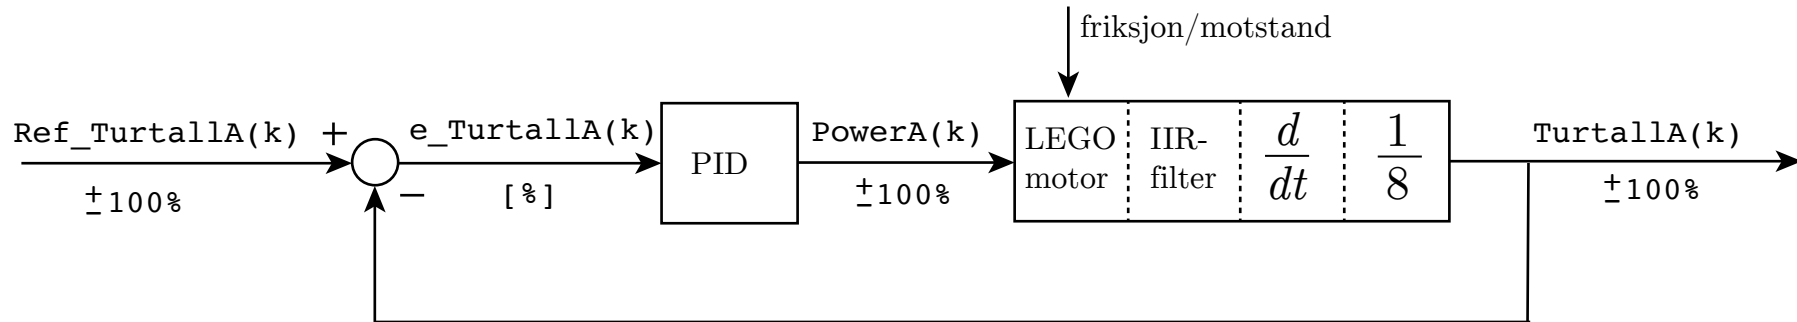 friksjon/motstand
Ref_TurtallA(k)
+
±100%
−
e_TurtallA(k)
[%]
PID
PowerA(k)
±100%
LEGO
motor
IIR-
filter
d
dt
1
8
TurtallA(k)
±100%